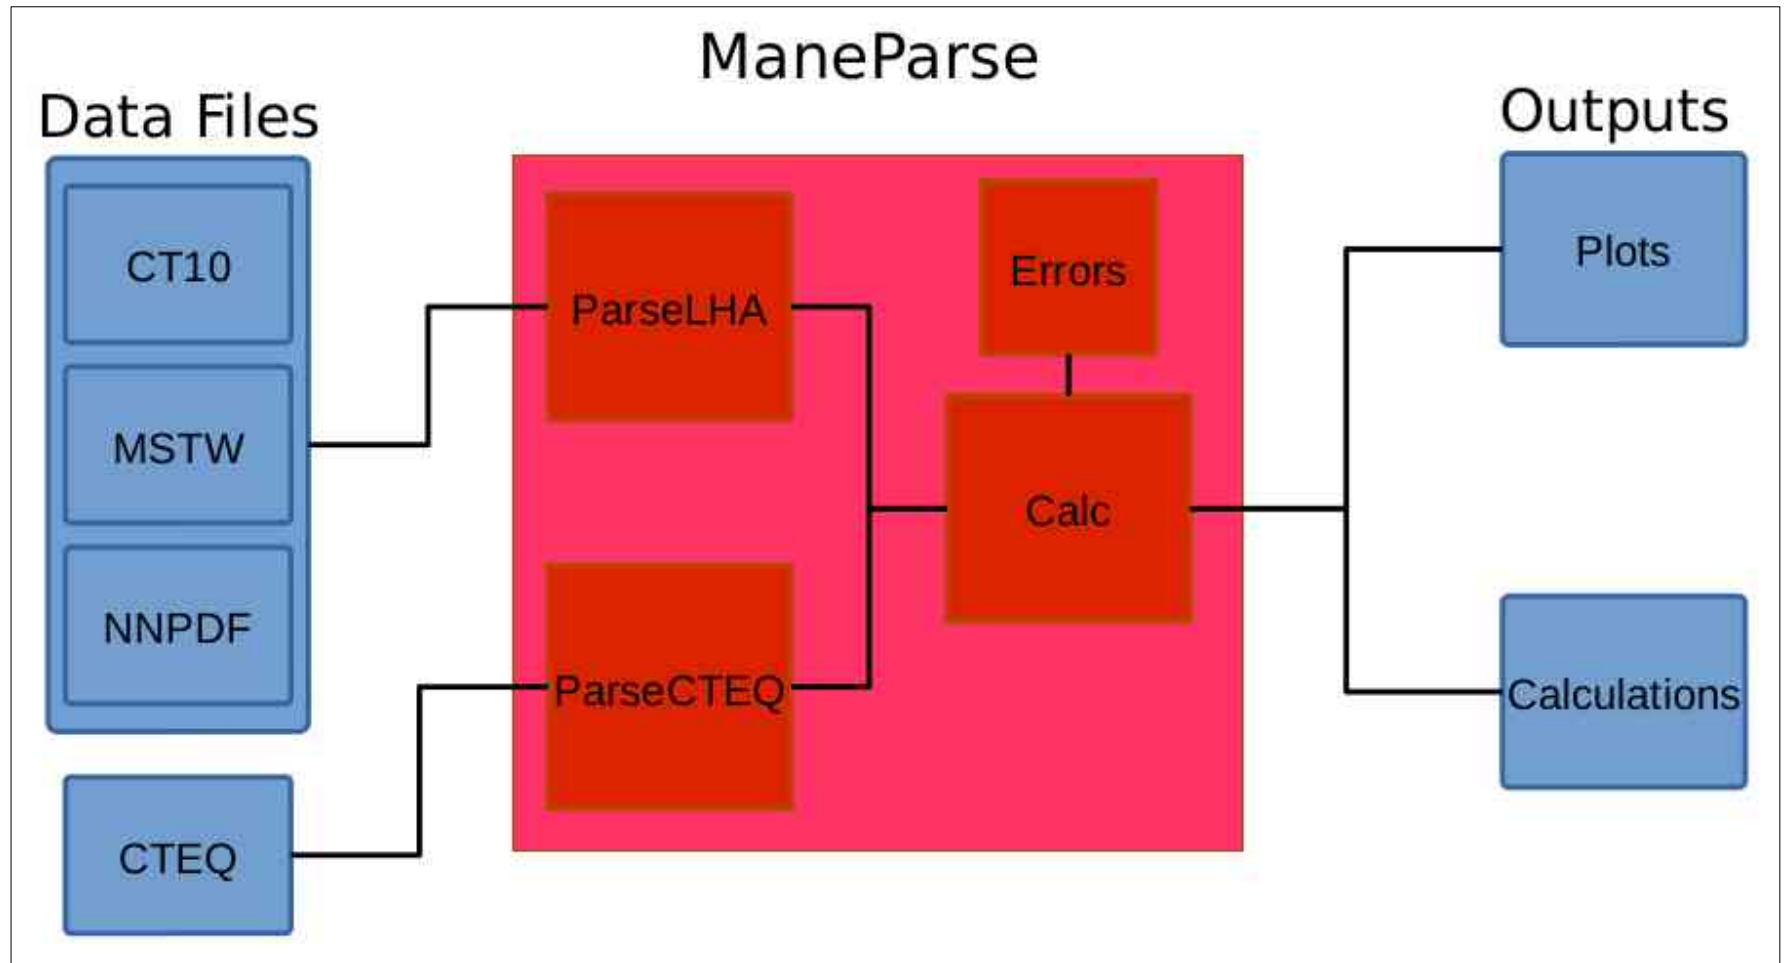 ManeParse
Data Files
Outputs
CT10
MSTW
NNPDF
CTEQ
ParseLHA
ParseCTEQ
Errors
Calc
Plots
Calculations